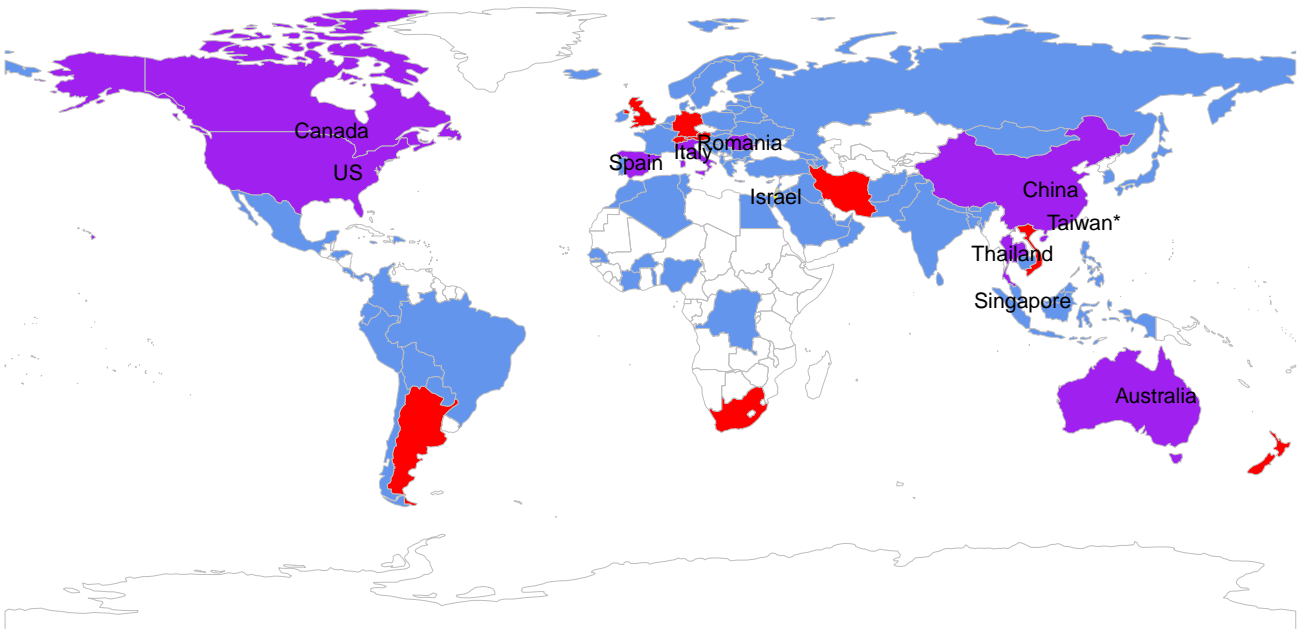 Canada
US
Spain
Italy
Romania
Israel
China
Taiwan*
Thailand
Singapore
Australia